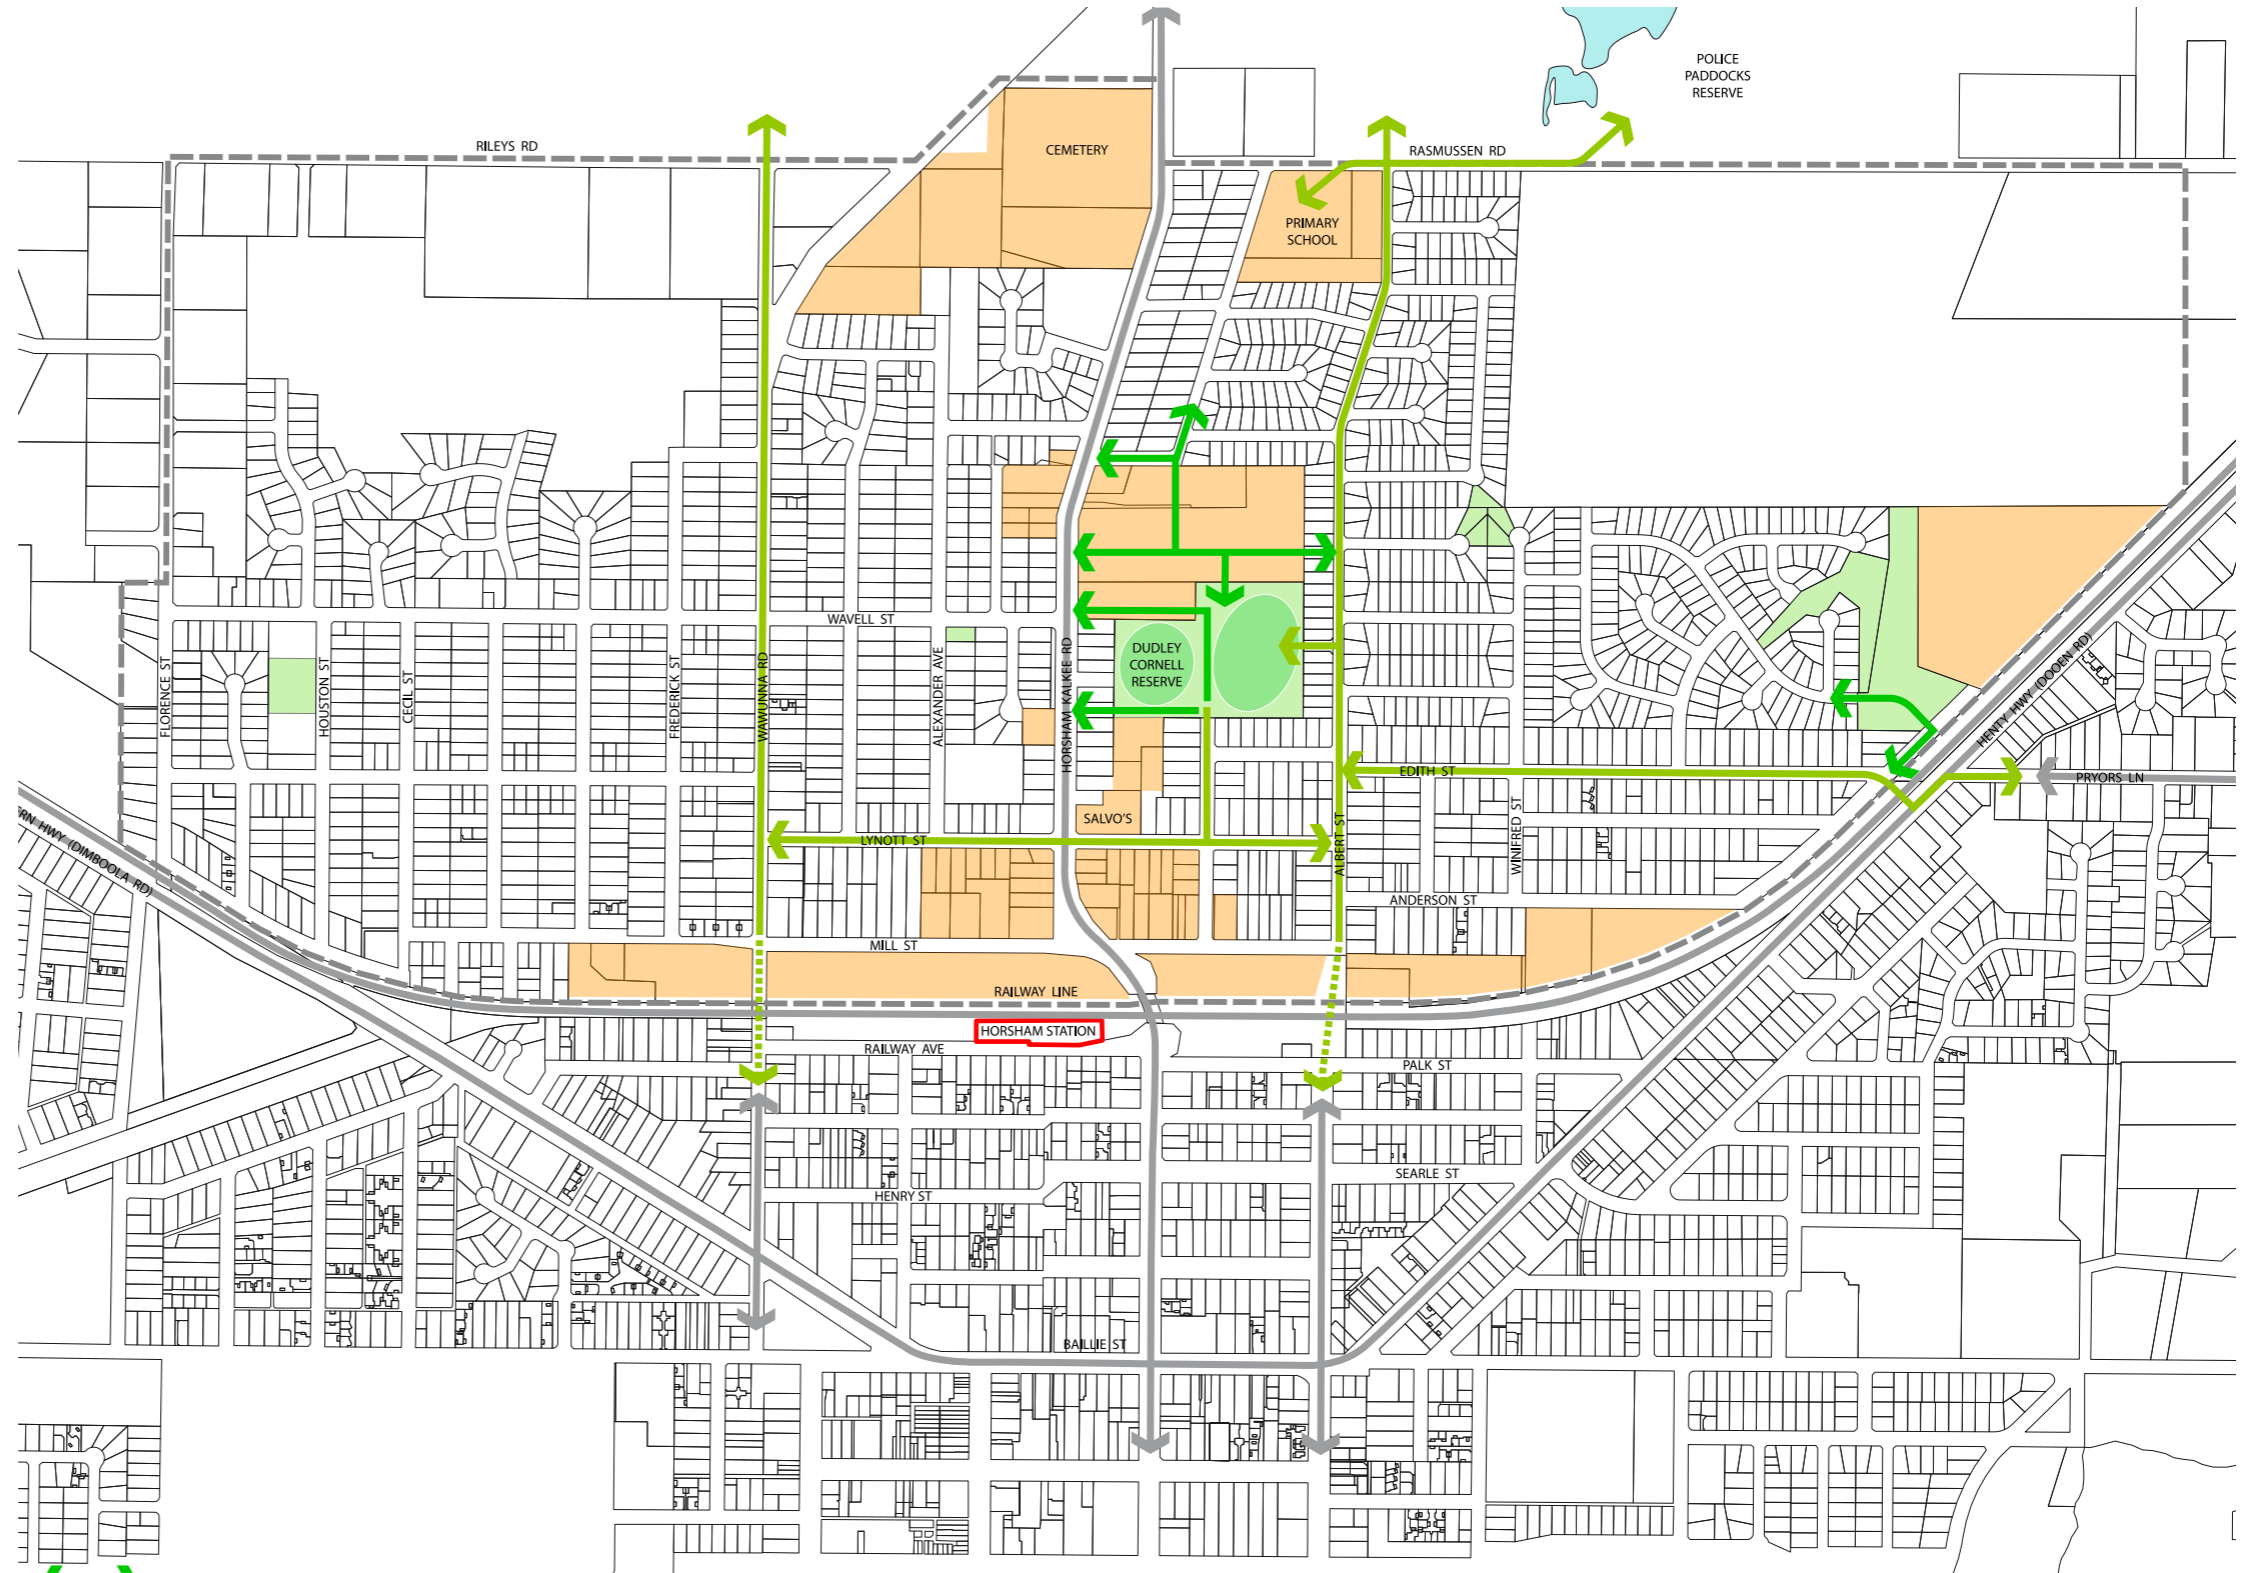 POLICE
PADDOCKS
RESERVE
RILEYS RD
CEMETERY
RASMUSSEN RD
PRIMARY
SCHOOL
WAVELL ST
DUDLEY
CORNELL
RESERVE
FLORENCE ST
HOUSTON ST
CECIL ST
FREDERICK ST
WAWUNNA RD
ALEXANDER AVE
HORSHAM KALKEE RD
HENTY HWY (DOOEN RD)
EDITH ST
PRYORS LN
SALVO'S
LYNOTT ST
ALBERT ST
WINIFRED ST
RN HWY (DIMBOOLA RD)
ANDERSON ST
MILL ST
RAILWAY LINE
HORSHAM STATION
RAILWAY AVE
PALK ST
SEARLE ST
HENRY ST
BAILLIE ST